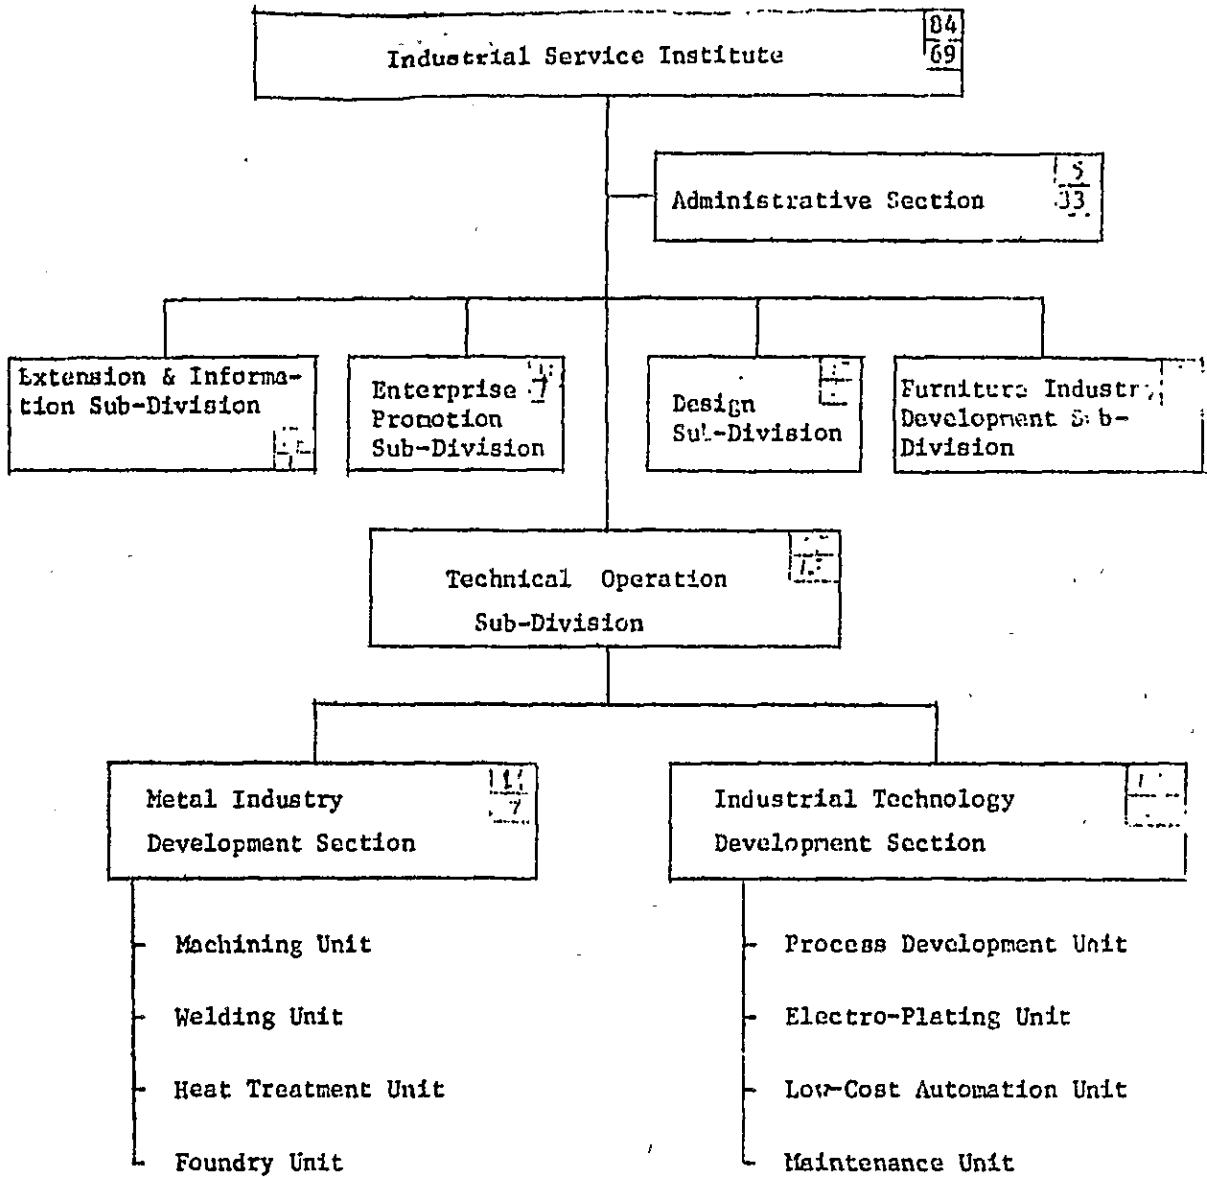 Industrial Service Institute
84
69
Administrative Section
5
33
Extension & Informa-
tion Sub-Division
Enterprise
7
Promotion
Sub-Division
Design
Sub-Division
Furniture Industry
Development Sub-
Division
Technical Operation
Sub-Division
Metal Industry
7
Development Section
Industrial Technology
Development Section
Machining Unit
Welding Unit
Heat Treatment Unit
Foundry Unit
Process Development Unit
Electro-Plating Unit
Low-Cost Automation Unit
Maintenance Unit